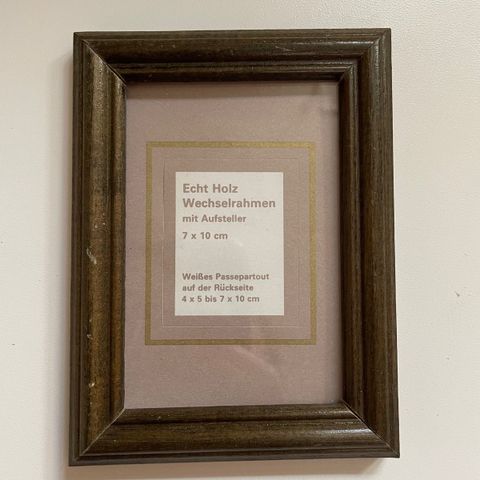 Echt Holz
Wechselrahmen
mit Aufsteller
7 x 10 cm
Weißes Passepartout
auf der Rückseite
4 x 5 bis 7 x 10 cm